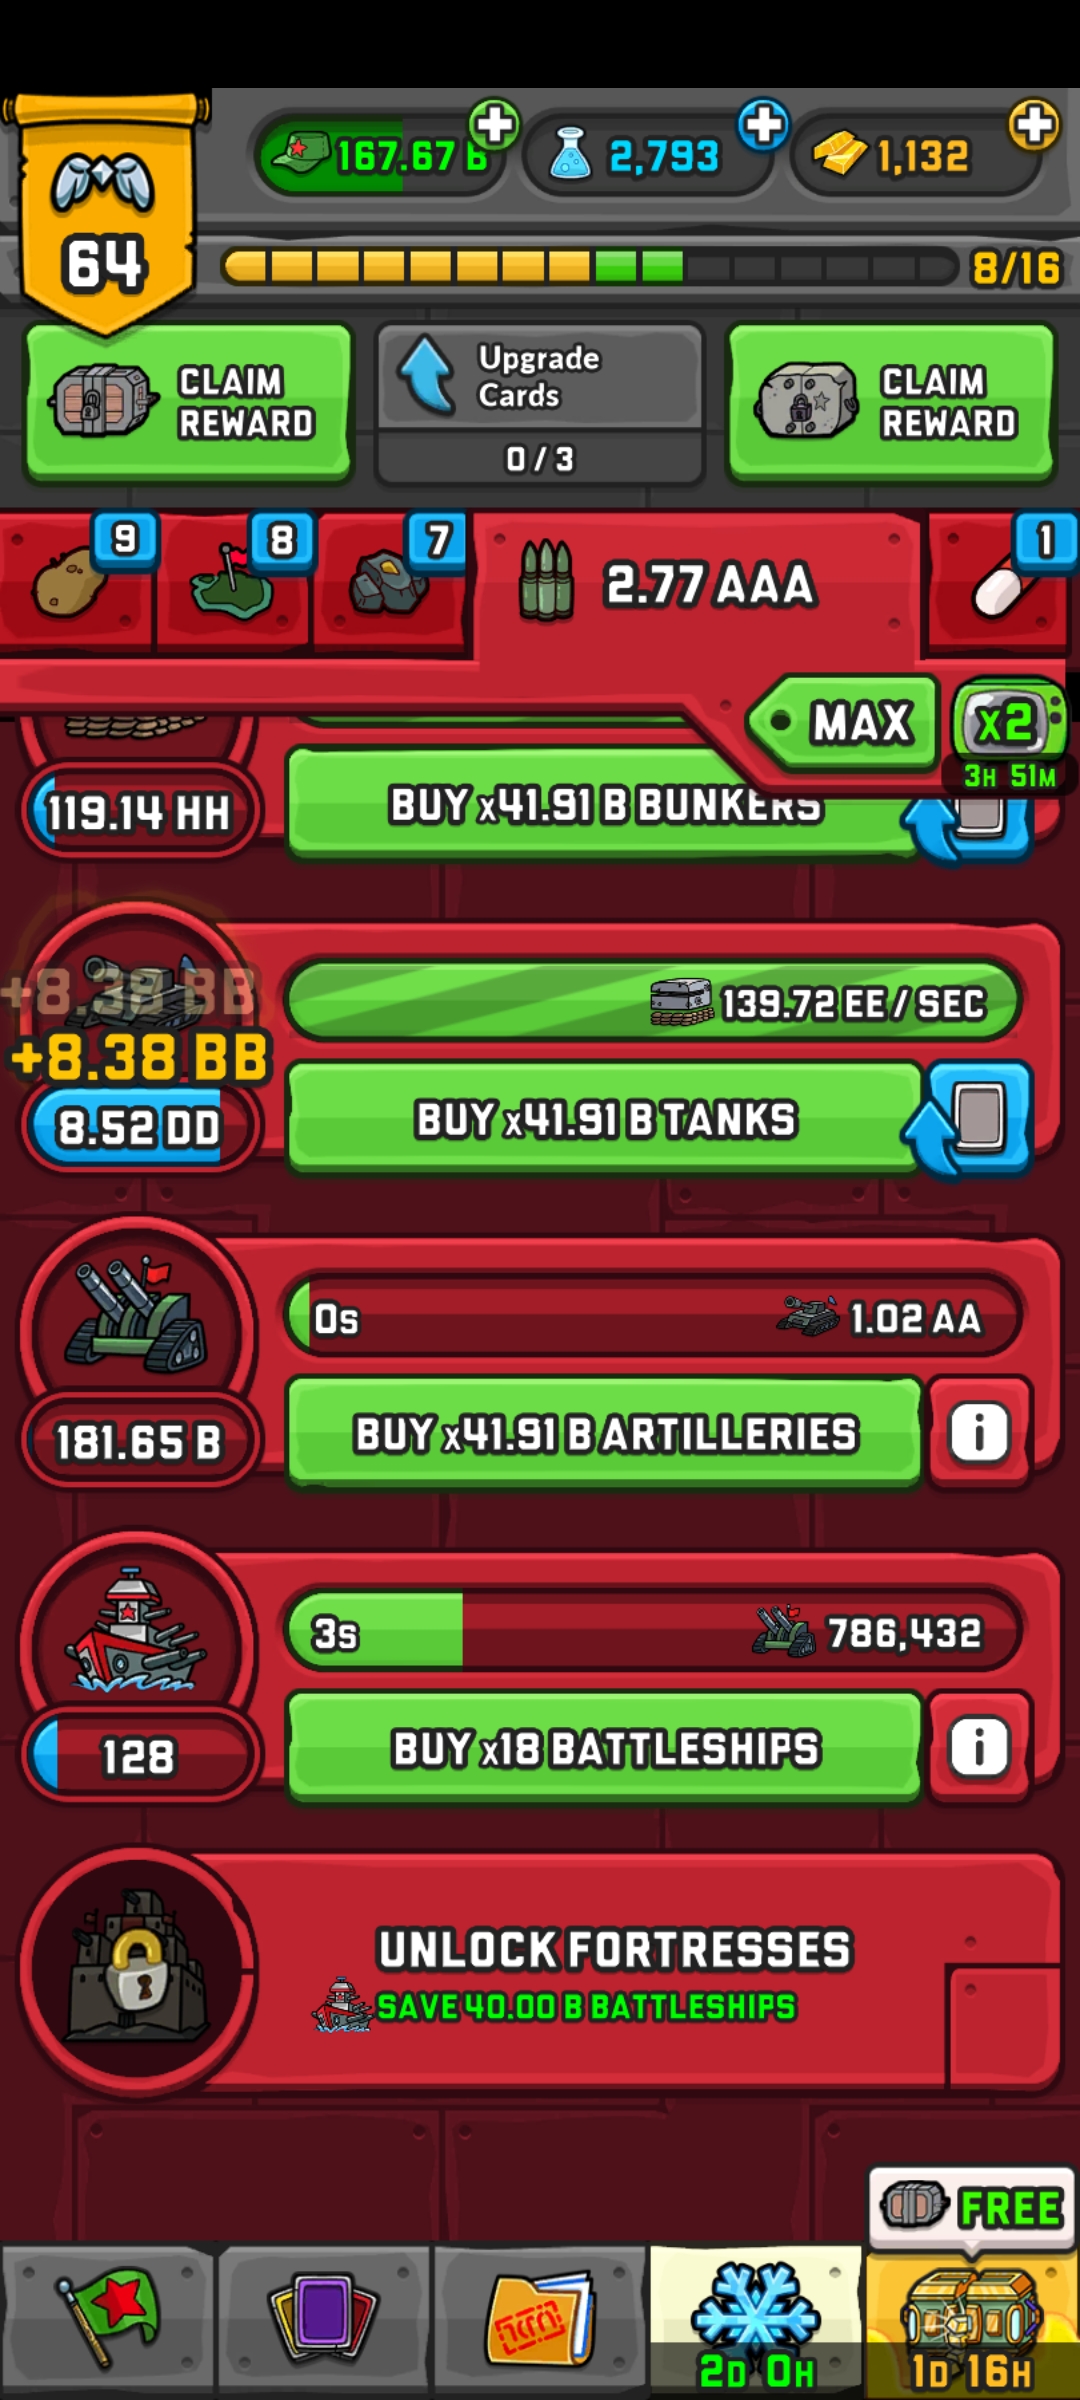 167.67 B
2,793
1,132
64
8/16
CLAIM
REWARD
Upgrade
Cards
0 / 3
CLAIM
REWARD
9
8
7
2.77 AAA
1
MAX
x2
3H 51M
119.14 HH
BUY x41.91 B BUNKERS
+8.38 BB
+8.38 BB
139.72 EE / SEC
8.52 DD
BUY x41.91 B TANKS
0s
1.02 AA
181.65 B
BUY x41.91 B ARTILLERIES
i
3s
786,432
128
BUY x18 BATTLESHIPS
i
UNLOCK FORTRESSES
SAVE 40.00 B BATTLESHIPS
FREE
2D 0H
1D 16H